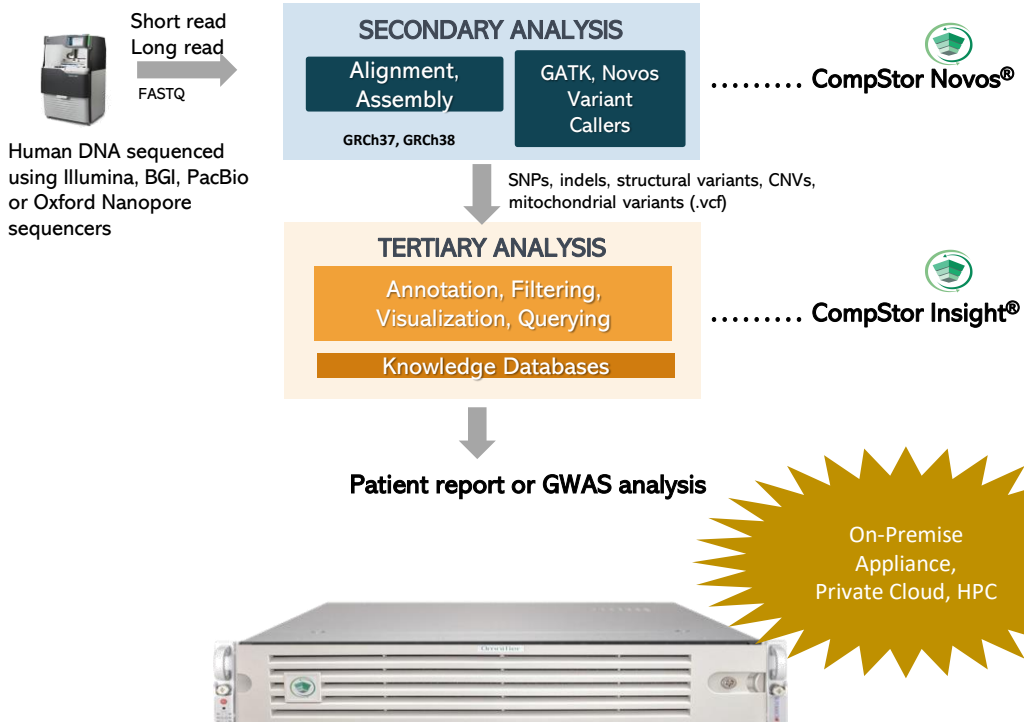 Short read
Long read
FASTQ
Human DNA sequenced
using Illumina, BGI, PacBio
or Oxford Nanopore
sequencers
SECONDARY ANALYSIS
Alignment,
Assembly
GRCh37, GRCh38
GATK, Novos
Variant
Callers
......... CompStor Novos®
SNPs, indels, structural variants, CNVs,
mitochondrial variants (.vcf)
TERTIARY ANALYSIS
Annotation, Filtering,
Visualization, Querying
Knowledge Databases
......... CompStor Insight®
Patient report or GWAS analysis
On-Premise
Appliance,
Private Cloud, HPC